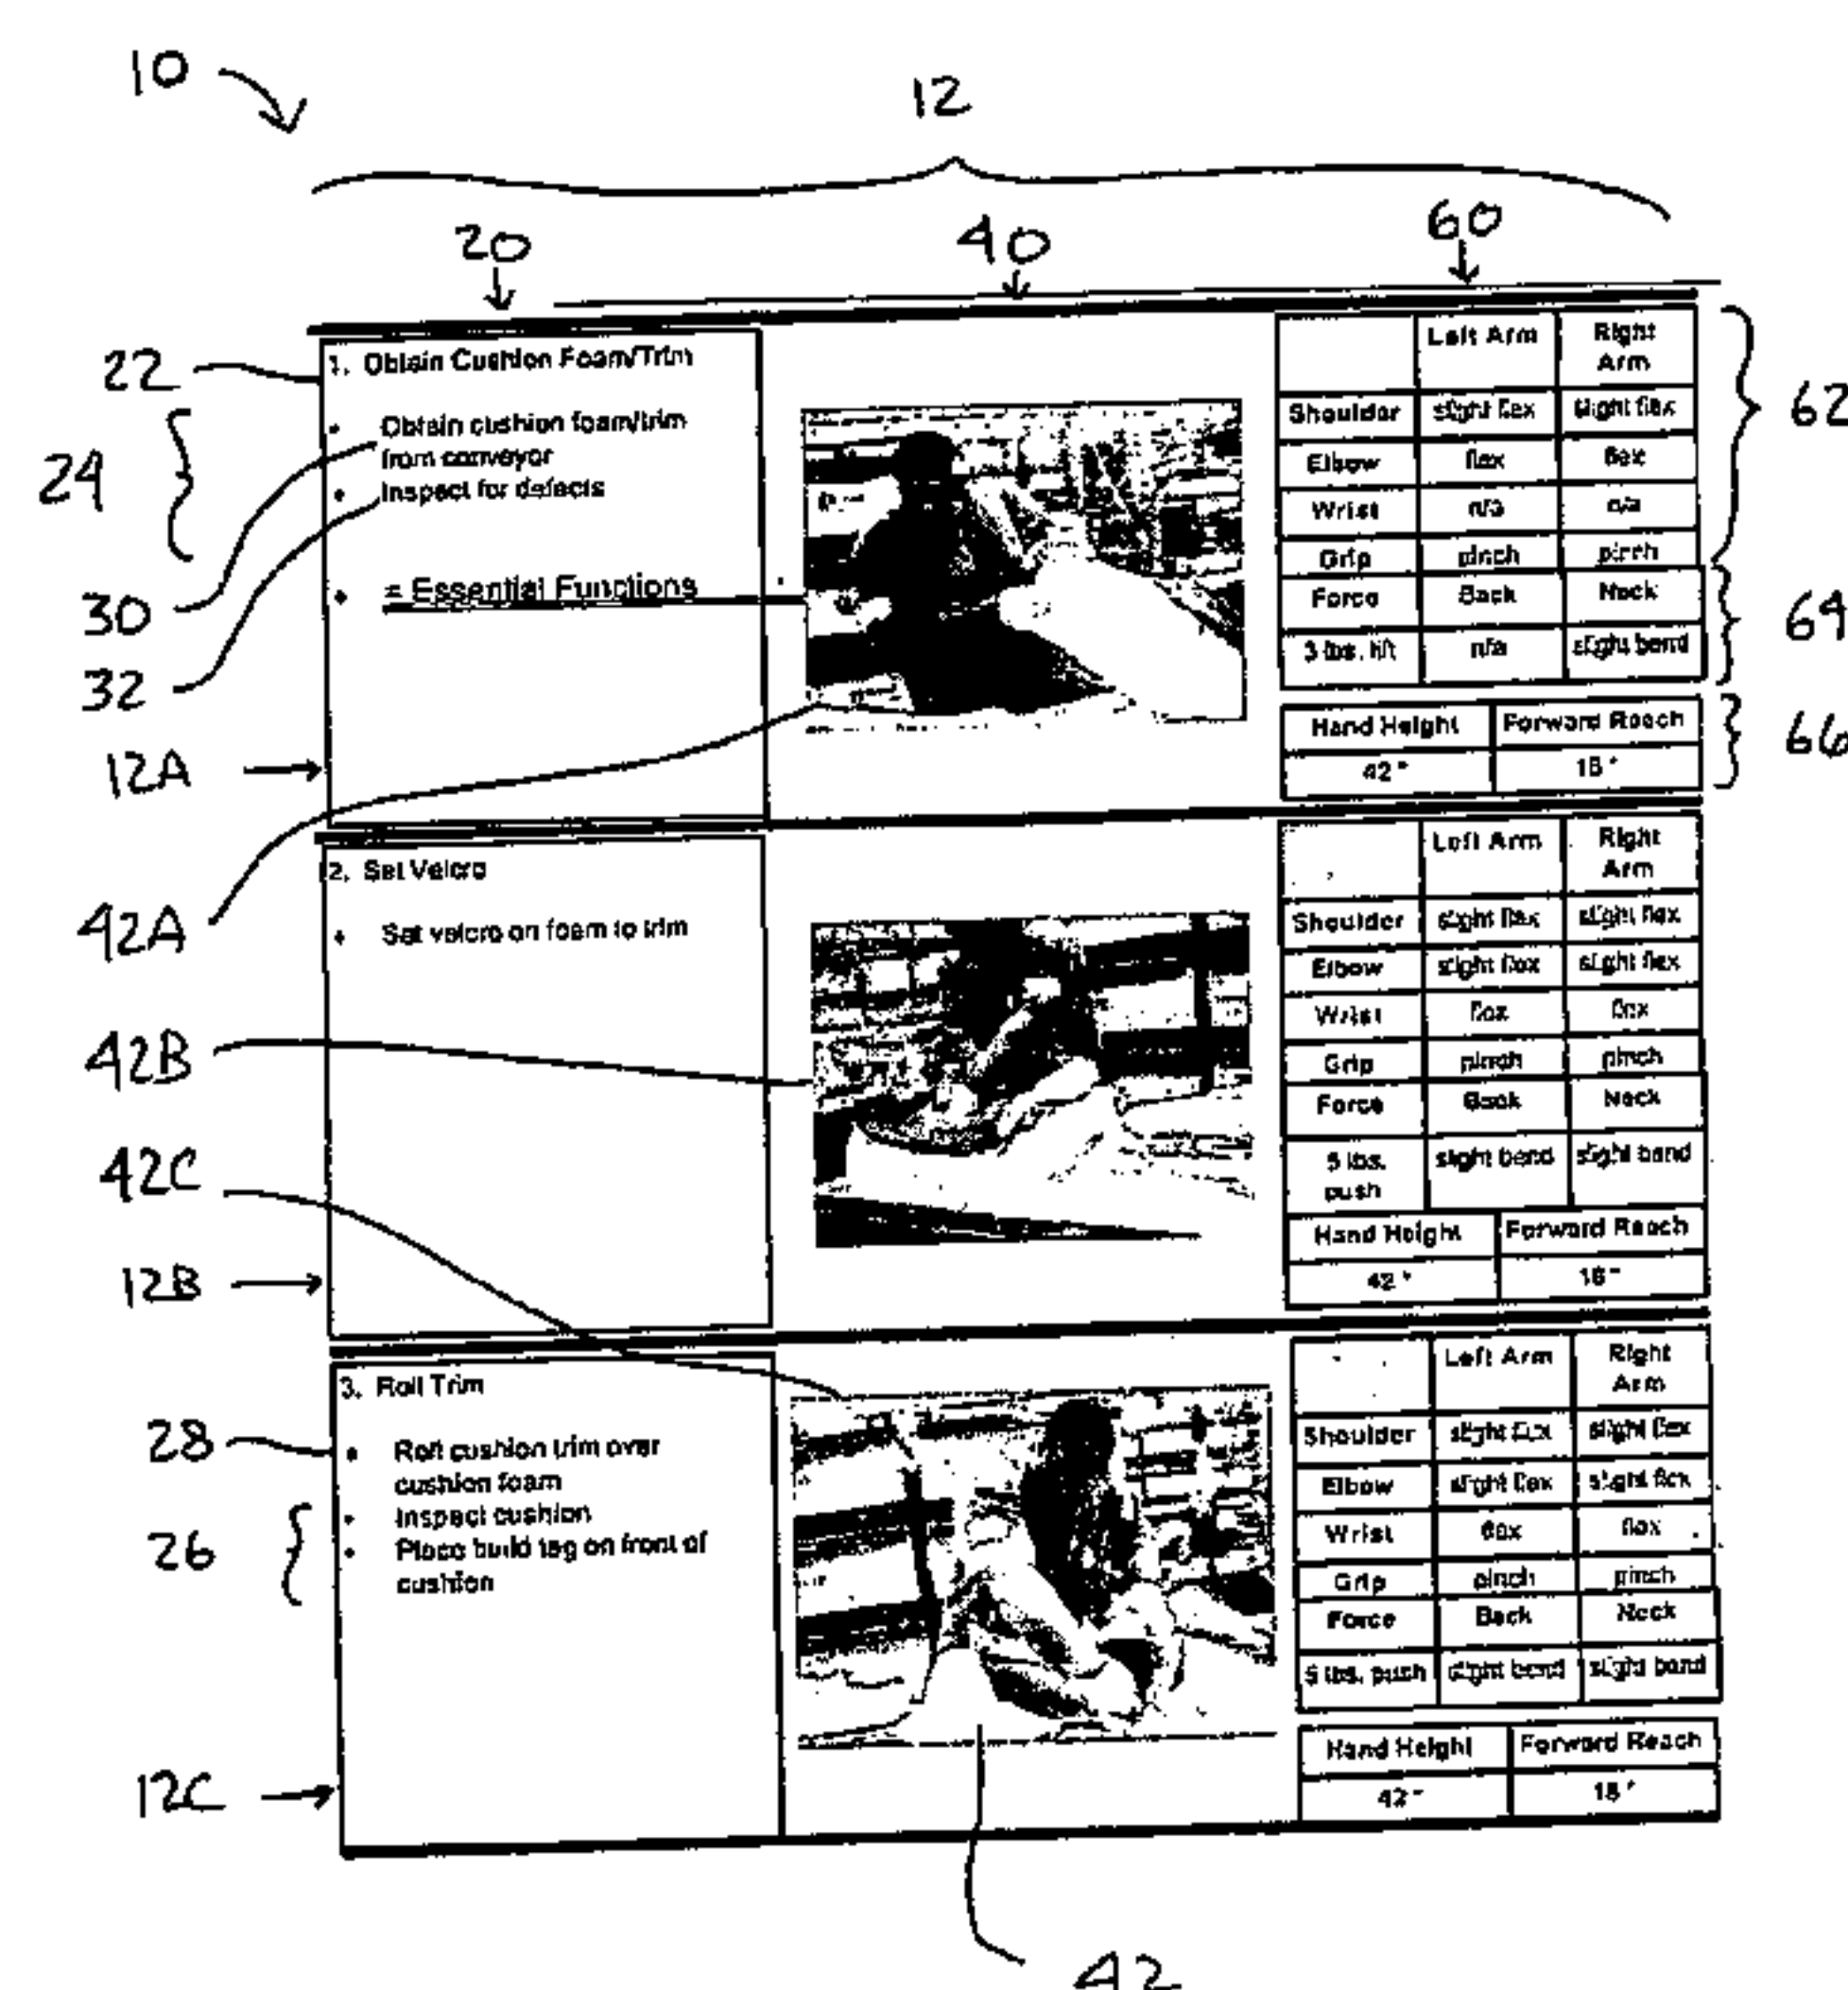 10
12
20 40 60
22
24
30
32
12A
42A
42B
42C
12B
28
26
12C
42
62
64
66
1. Obtain Cushion Foam/Trim
• Obtain cushion foam/trim
from conveyor
• Inspect for defects
• = Essential Functions
Left Arm Right
Arm
Shoulder slight flex slight flex
Elbow flex flex
Wrist n/a n/a
Grip pinch pinch
Force Back Neck
3 lbs. lift n/a slight bend
Hand Height Forward Reach
42" 18"
2. Set Velcro
• Set velcro on foam to trim
Left Arm Right
Arm
Shoulder slight flex slight flex
Elbow slight flex slight flex
Wrist flex flex
Grip pinch pinch
Force Back Neck
5 lbs.
push slight bend slight bend
Hand Height Forward Reach
42" 18"
3. Roll Trim
• Roll cushion trim over
cushion foam
• Inspect cushion
• Place build tag on front of
cushion
Left Arm Right
Arm
Shoulder slight flex slight flex
Elbow slight flex slight flex
Wrist flex flex
Grip pinch pinch
Force Back Neck
5 lbs. push slight bend slight bend
Hand Height Forward Reach
42" 18"